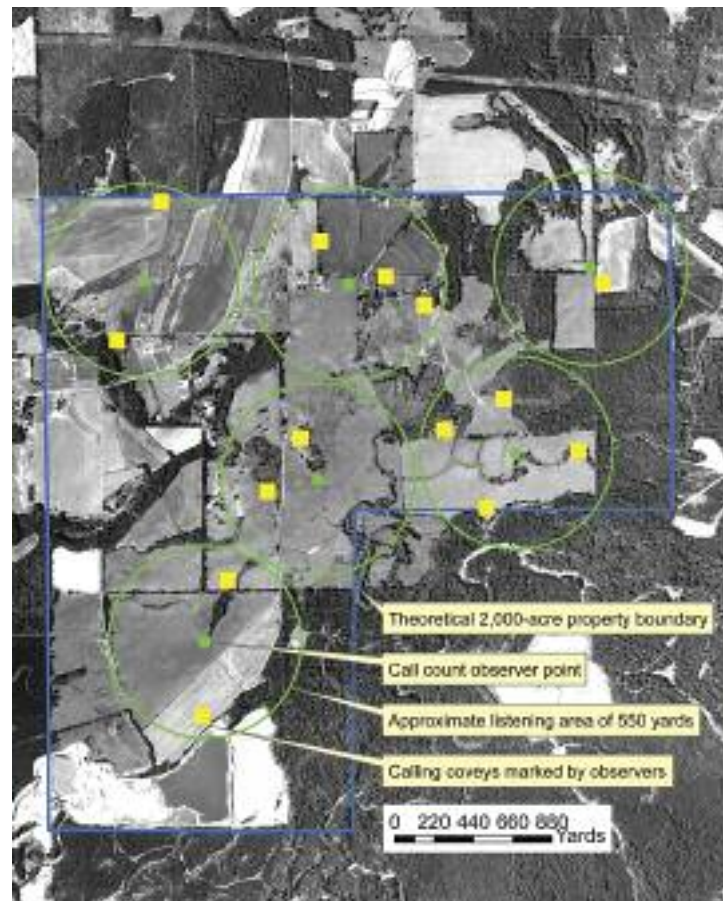 Theoretical 2,000-acre property boundary
Call count observer point
Approximate listening area of 550 yards
Calling coveys marked by observers
0 220 440 660 880
Yards